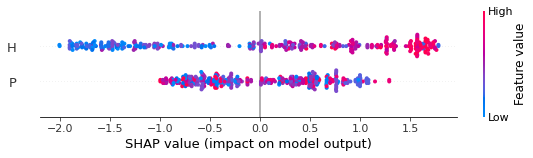 High
H
P
Low
Feature value
−2.0 −1.5 −1.0 −0.5 0.0 0.5 1.0 1.5
SHAP value (impact on model output)